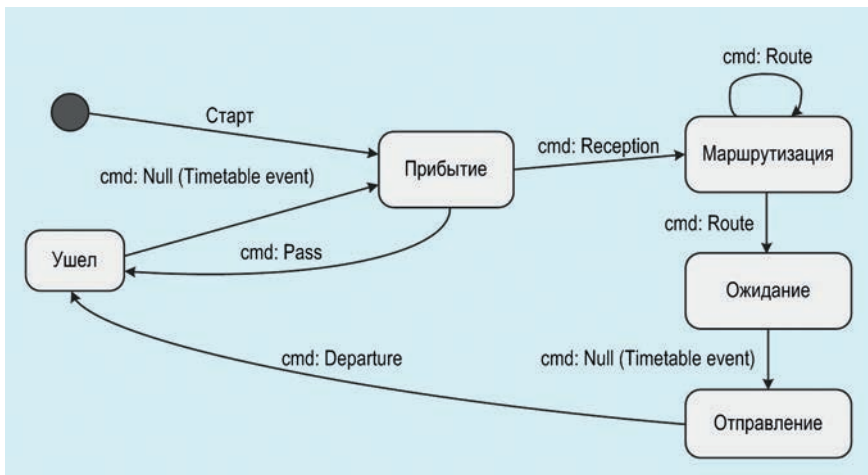 cmd: Route
Старт
Прибытие
cmd: Reception
Маршрутизация
cmd: Null (Timetable event)
cmd: Route
Ушел
cmd: Pass
Ожидание
cmd: Departure
cmd: Null (Timetable event)
Отправление